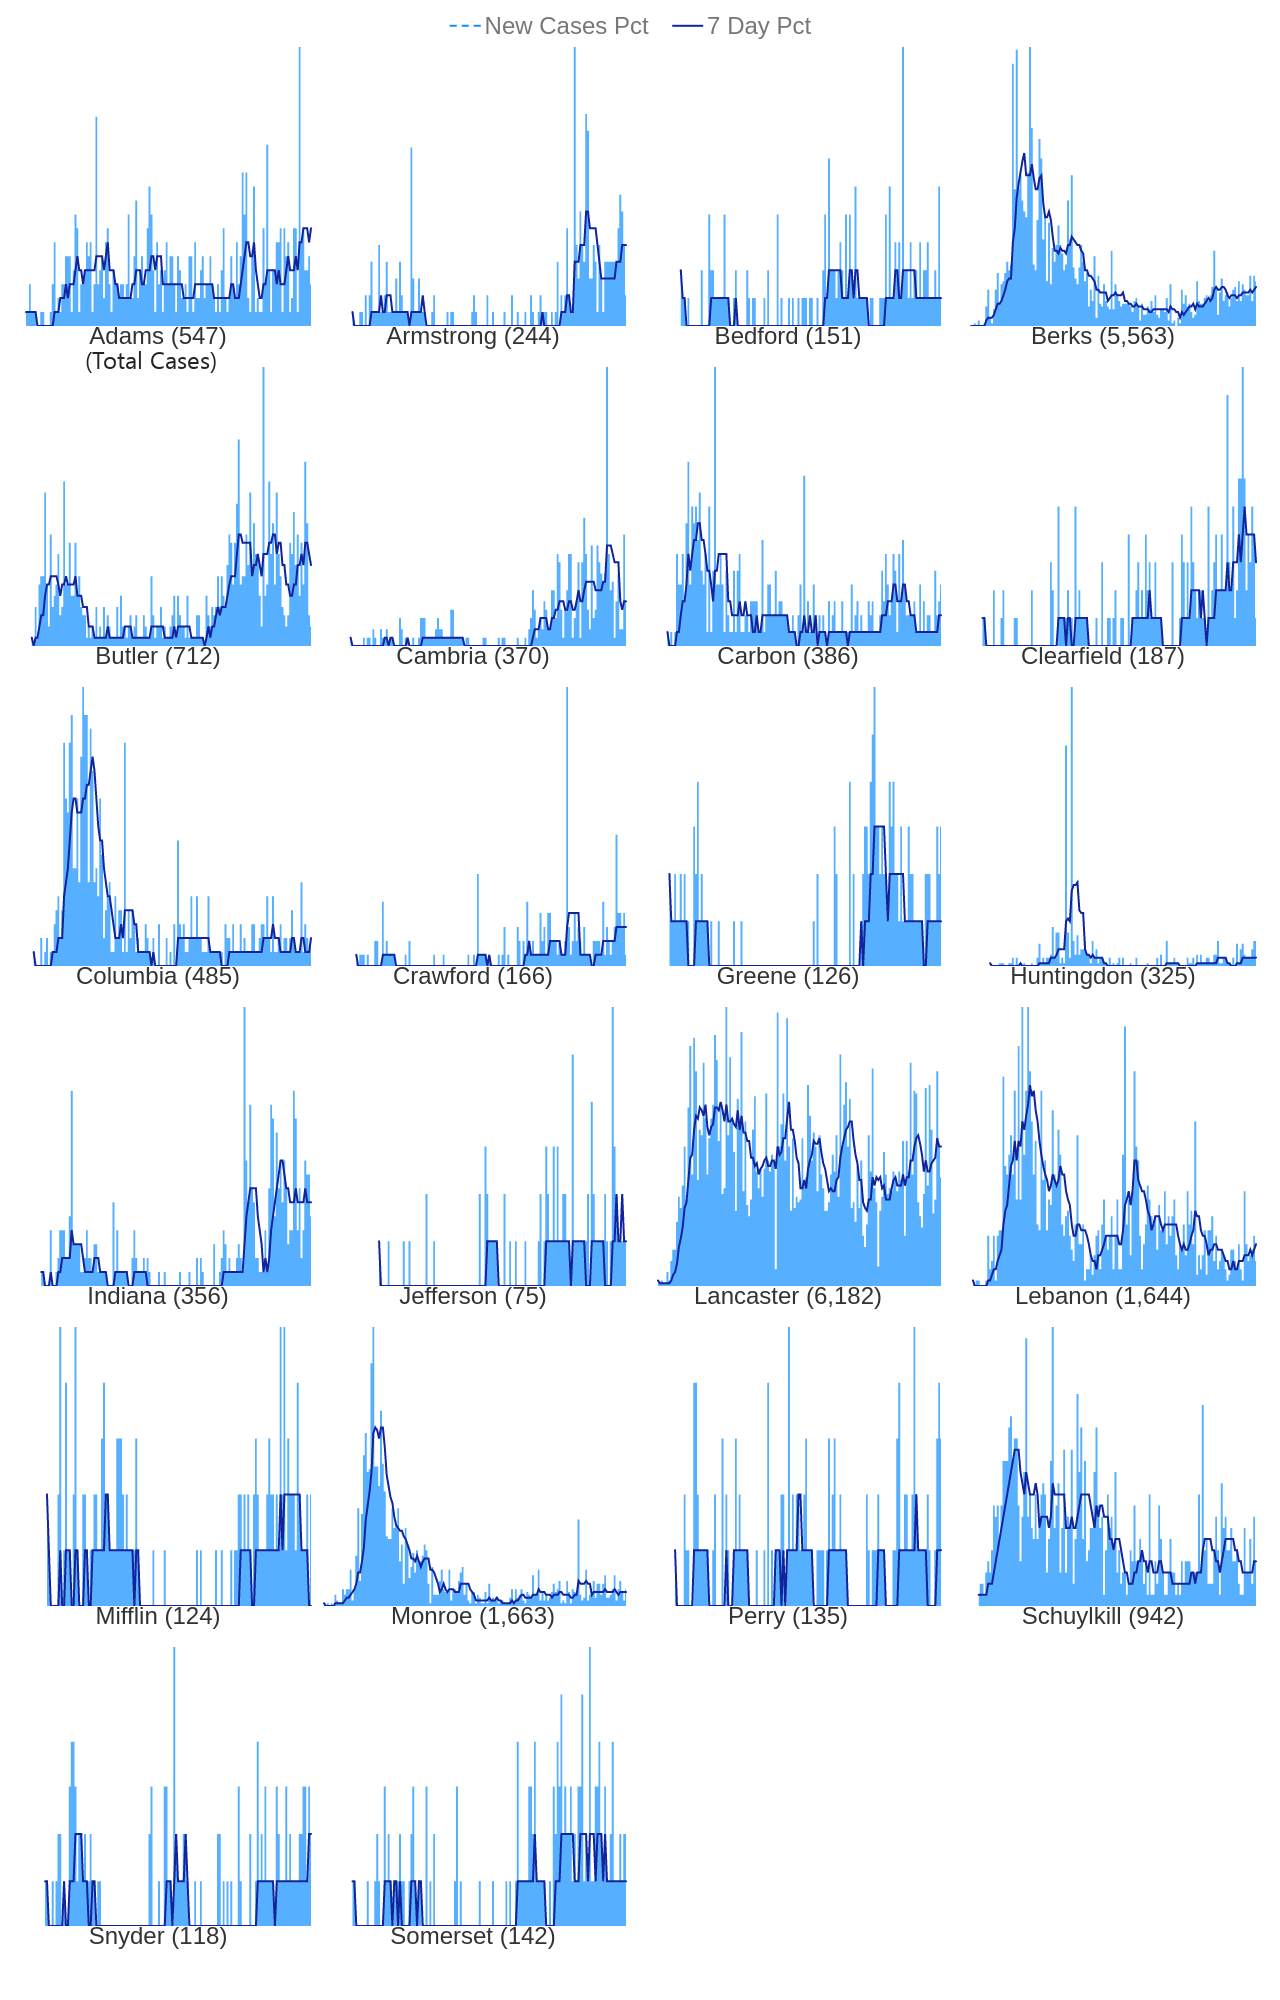 New Cases Pct 7 Day Pct
Adams (547) Armstrong (244) Bedford (151) Berks (5,563)
(Total Cases)
Butler (712) Cambria (370) Carbon (386) Clearfield (187)
Columbia (485) Crawford (166) Greene (126) Huntingdon (325)
Indiana (356) Jefferson (75) Lancaster (6,182) Lebanon (1,644)
Mifflin (124) Monroe (1,663) Perry (135) Schuylkill (942)
Snyder (118) Somerset (142)